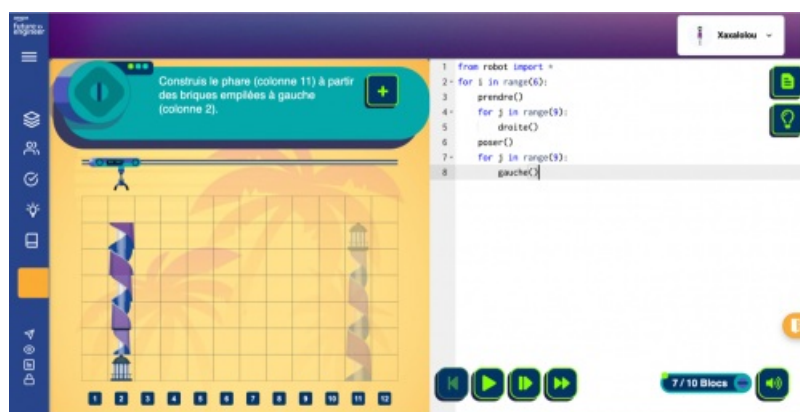 Future engineer
Xaxalolou
Construis le phare (colonne 11) à partir
des briques empilées à gauche
(colonne 2).
1 from robot import *
2 for i in range(6):
3 prendre()
4 for j in range(9):
5 droite()
6 poser()
7 for j in range(9):
8 gauche()
1 2 3 4 5 6 7 8 9 10 11 12
7 / 10 Blocs